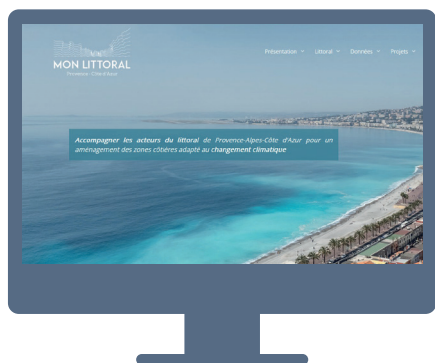 MON LITTORAL
Provence - Côte d'Azur
Présentation
Littoral
Données
Projets
Accompagner les acteurs du littoral de Provence-Alpes-Côte d'Azur pour un
aménagement des zones côtières adapté au changement climatique